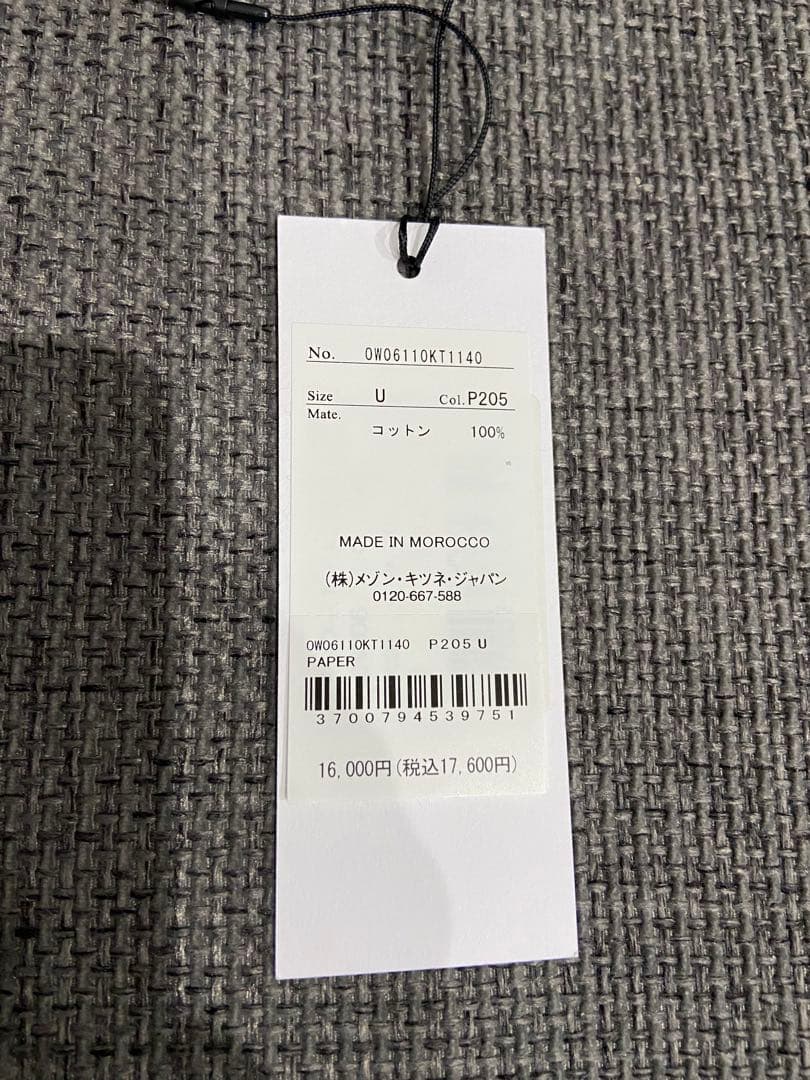 No. 0W06110KT1140
Size U Col. P205
Mate.
コットン 100%
MADE IN MOROCCO
(株)メゾン・キツネ・ジャパン
0120-667-588
0W06110KT1140 P205 U
PAPER
3700794539751
16,000円(税込17,600円)